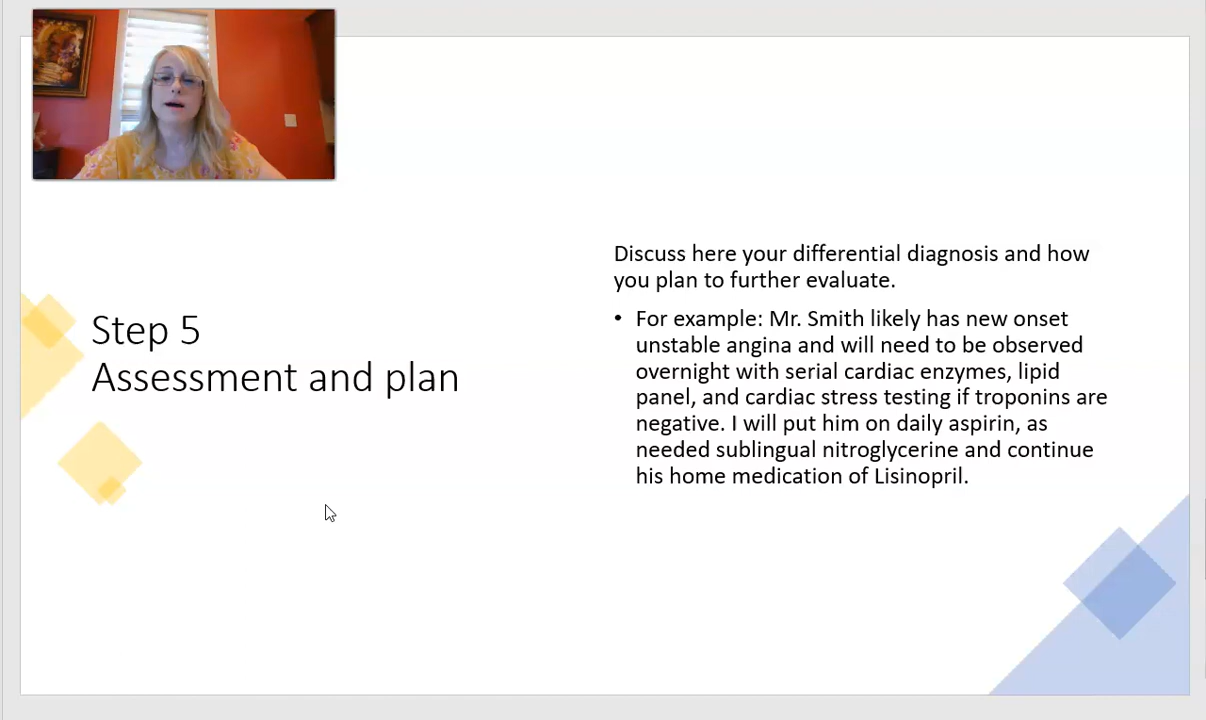 Step 5
Assessment and plan
Discuss here your differential diagnosis and how
you plan to further evaluate.
• For example: Mr. Smith likely has new onset
unstable angina and will need to be observed
overnight with serial cardiac enzymes, lipid
panel, and cardiac stress testing if troponins are
negative. I will put him on daily aspirin, as
needed sublingual nitroglycerine and continue
his home medication of Lisinopril.